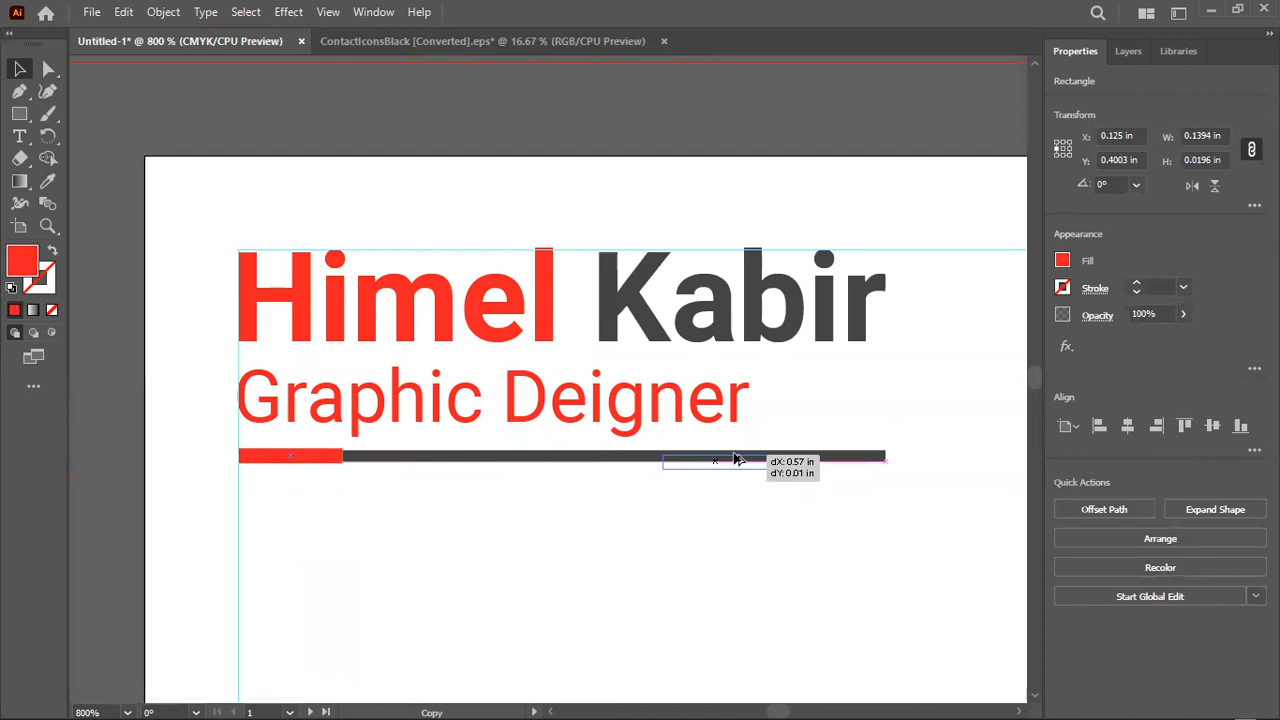 Ai File Edit Object Type Select Effect View Window Help
Untitled-1* @ 800 % (CMYK/CPU Preview) × ContactIconsBlack [Converted].eps* @ 16.67 % (RGB/CPU Preview) ×
Properties Layers Libraries
Rectangle
Transform
X: 0.125 in W: 0.1394 in
Y: 0.4003 in H: 0.0196 in
0°
Appearance
Fill
Stroke
Opacity 100%
fx.
Align
Quick Actions
Offset Path Expand Shape
Arrange
Recolor
Start Global Edit
Himel Kabir
Graphic Deigner
dX: 0.57 in
dY: 0.01 in
800% 0° 1 Copy